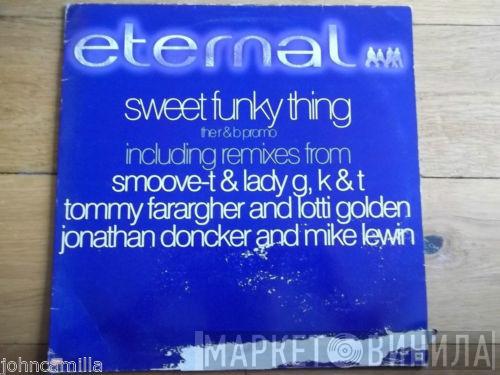 eternal
sweet funky thing
the r & b promo
including remixes from
smoove-t & lady g, k & t
tommy farargher and lotti golden
jonathan doncker and mike lewin
МАРКЕТ ВИНИЛА
johncamilla